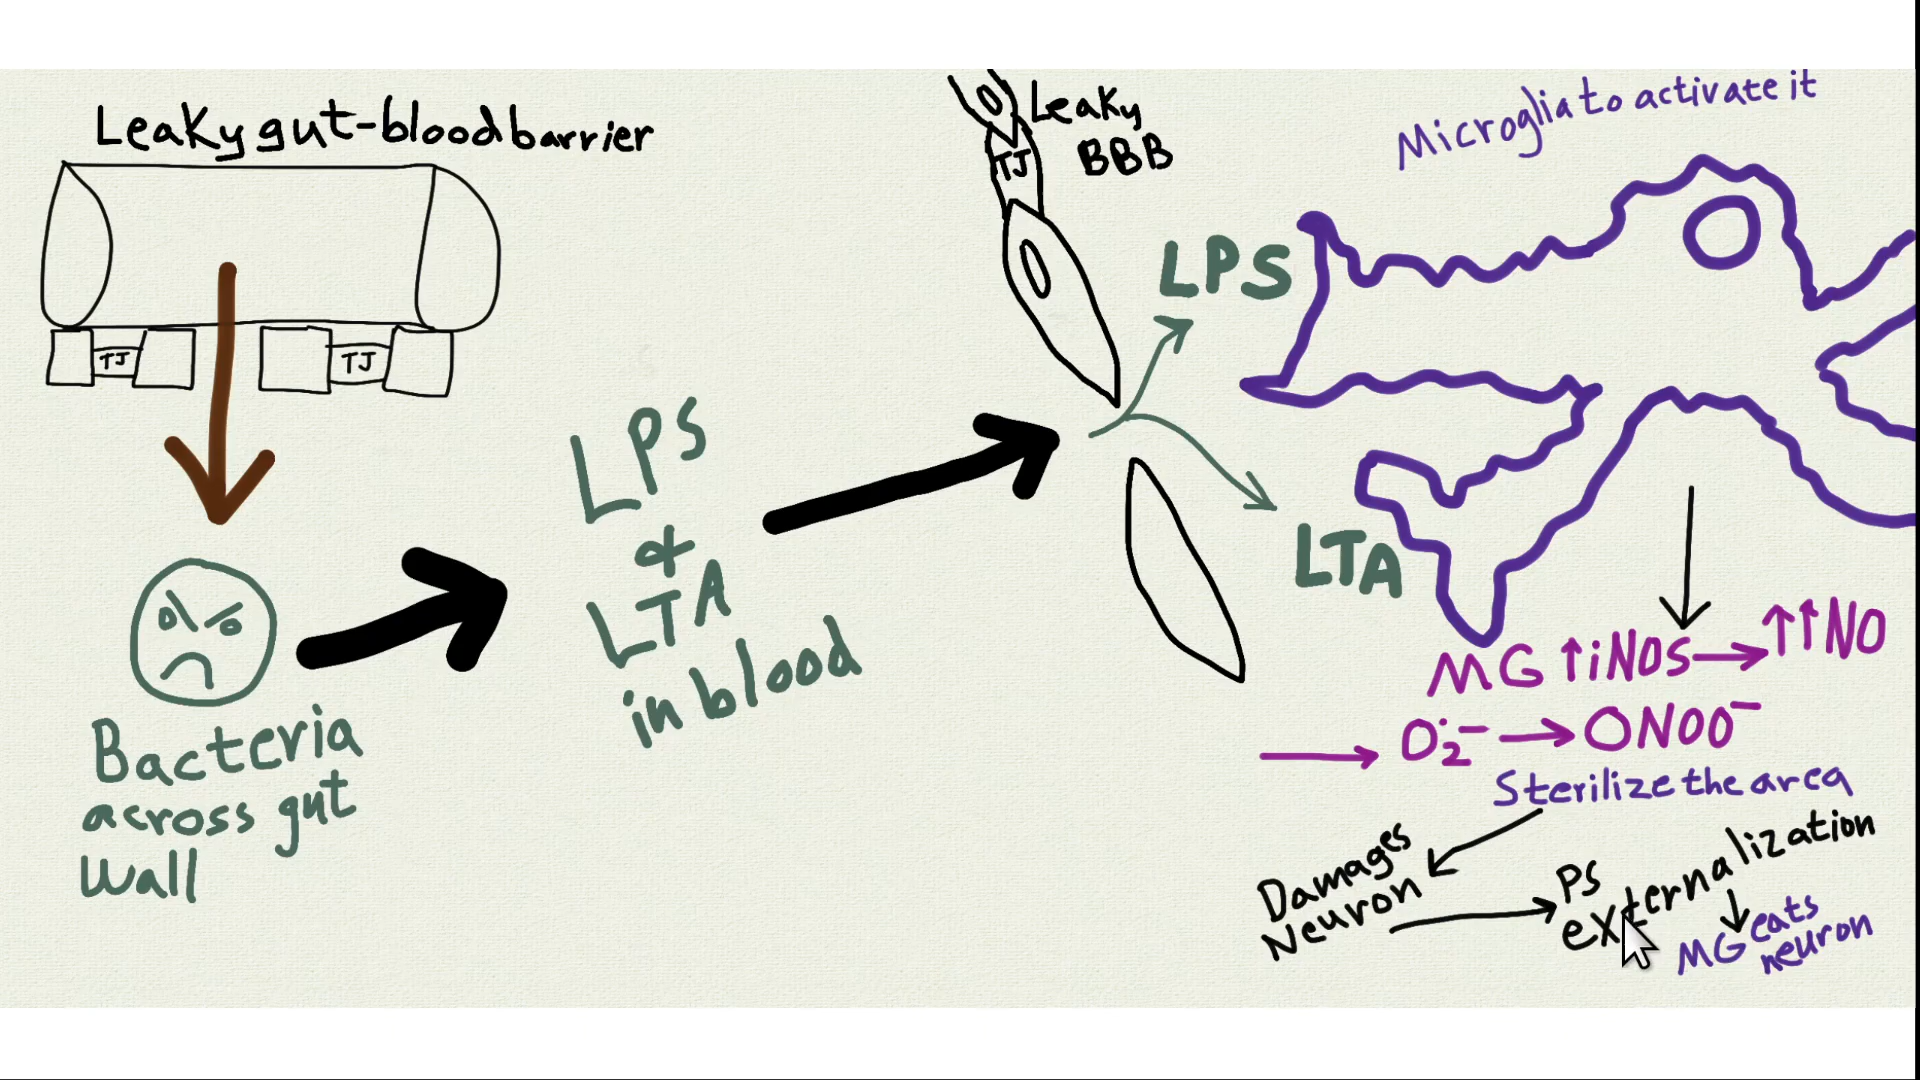 Leaky gut-blood barrier
TJ
TJ
Bacteria
across gut
wall
LPS
&
LTA
in blood
Leaky
BBB
TJ
LPS
LTA
Microglia to activate it
MG ↑iNOS → ↑↑NO
→ O₂˙⁻ → ONOO⁻
Sterilize the area
Damages
Neuron
→ PS
externalization
MG eats
neuron